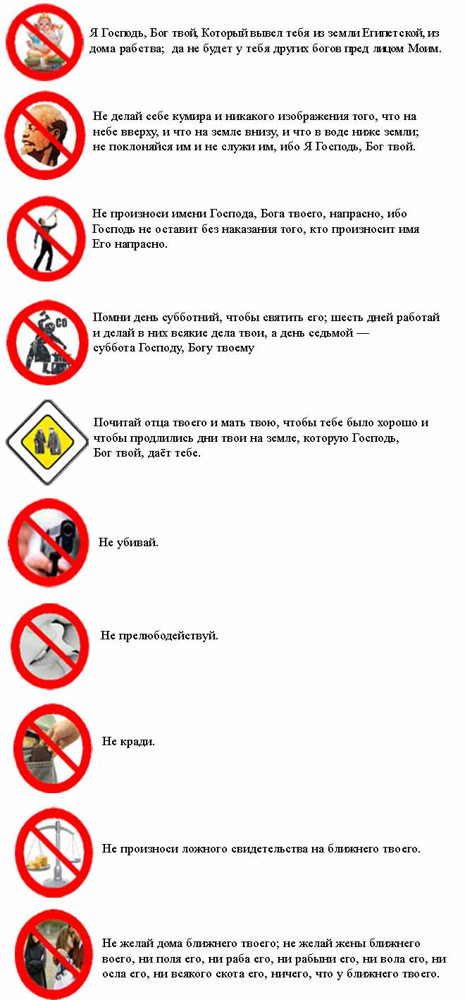 Я Господь, Бог твой, Который вывел тебя из земли Египетской, из
дома рабства; да не будет у тебя других богов пред лицом Моим.
Не делай себе кумира и никакого изображения того, что на
небе вверху, и что на земле внизу, и что в воде ниже земли;
не поклоняйся им и не служи им, ибо Я Господь, Бог твой.
Не произноси имени Господа, Бога твоего, напрасно, ибо
Господь не оставит без наказания того, кто произносит имя
Его напрасно.
Сб
Помни день субботний, чтобы святить его; шесть дней работай
и делай в них всякие дела твои, а день седьмой —
суббота Господу, Богу твоему
Почитай отца твоего и мать твою, чтобы тебе было хорошо и
чтобы продлились дни твои на земле, которую Господь,
Бог твой, даёт тебе.
Не убивай.
Не прелюбодействуй.
Не кради.
Не произноси ложного свидетельства на ближнего твоего.
Не желай дома ближнего твоего; не желай жены ближнего
воего, ни поля его, ни раба его, ни рабыни его, ни вола его, ни
осла его, ни всякого скота его, ничего, что у ближнего твоего.